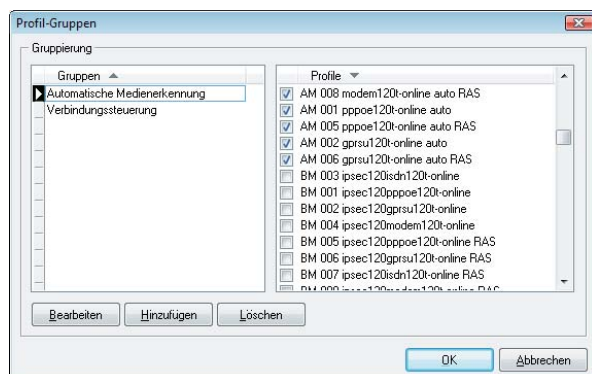 Profil-Gruppen
Gruppierung
Gruppen
Automatische Medienerkennung
Verbindungssteuerung
Profile
AM 008 modem120t-online auto RAS
AM 001 pppoe120t-online auto
AM 005 pppoe120t-online auto RAS
AM 002 gprsu120t-online auto
AM 006 gprsu120t-online auto RAS
BM 003 ipsec120isdn120t-online
BM 001 ipsec120pppoe120t-online
BM 002 ipsec120gprsu120t-online
BM 004 ipsec120modem120t-online
BM 005 ipsec120pppoe120t-online RAS
BM 006 ipsec120gprsu120t-online RAS
BM 007 ipsec120isdn120t-online RAS
Bearbeiten
Hinzufügen
Löschen
OK
Abbrechen